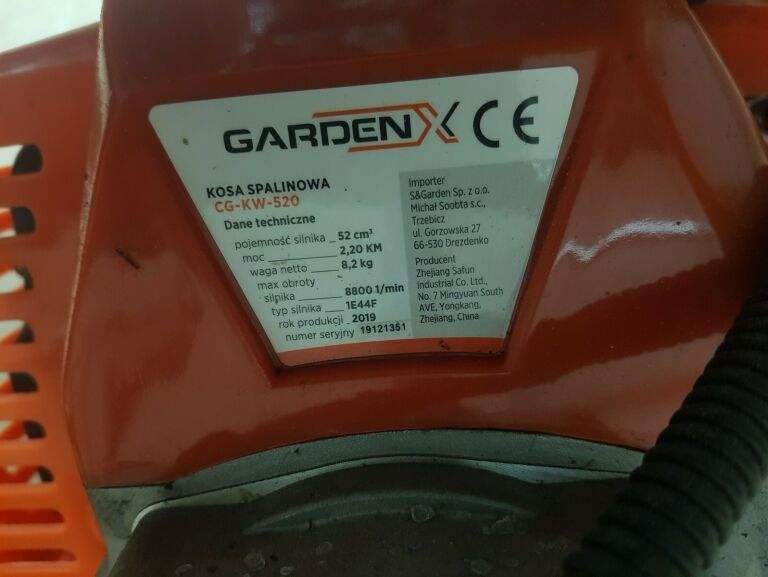 GARDENX CE
KOSA SPALINOWA
CG-KW-520
Dane techniczne
pojemność silnika 52 cm³
moc 2,20 KM
waga netto 8,2 kg
max obroty
silnika 8800 1/min
typ silnika 1E44F
rok produkcji 2019
numer seryjny 19121351
Importer
S&Garden Sp. z o.o.
Michał Soobta s.c.,
Trzebicz
ul. Gorzowska 27
66-530 Drezdenko
Producent
Zhejiang Safun
Industrial Co. Ltd.,
No. 7 Mingyuan South
AVE, Yongkang,
Zhejiang, China